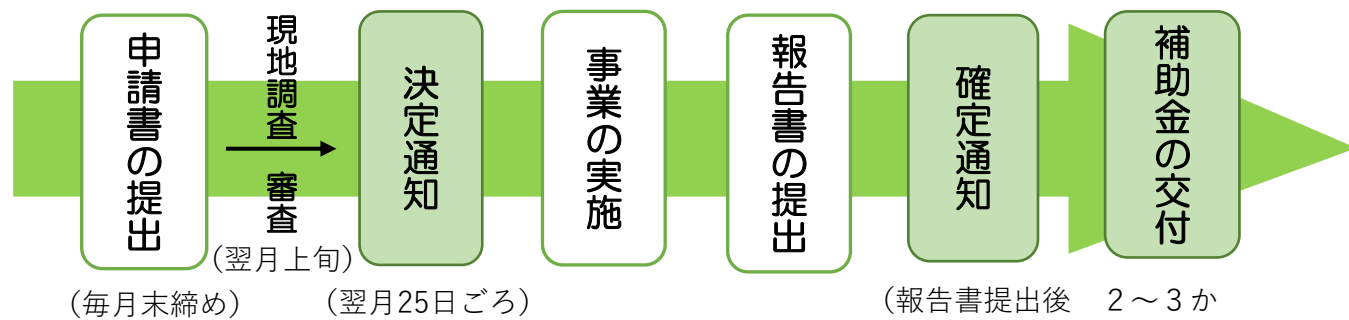 申請書の提出
現地調査
審査
(翌月上旬)
決定通知
事業の実施
報告書の提出
確定通知
補助金の交付
(毎月末締め)
(翌月25日ごろ)
(報告書提出後　２～３か